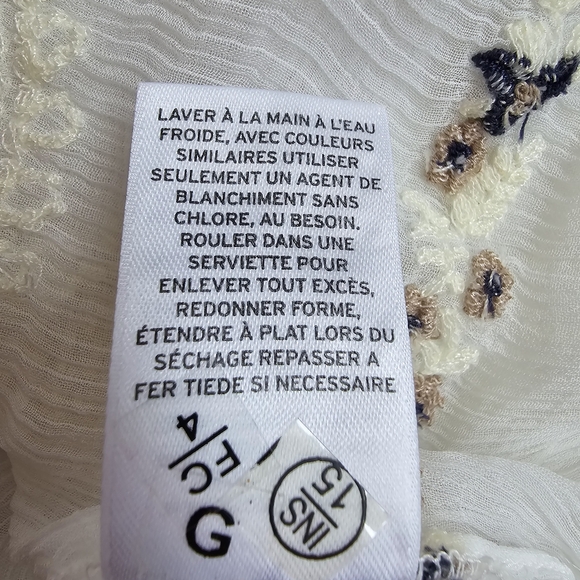 LAVER À LA MAIN À L'EAU
FROIDE, AVEC COULEURS
SIMILAIRES UTILISER
SEULEMENT UN AGENT DE
BLANCHIMENT SANS
CHLORE, AU BESOIN.
ROULER DANS UNE
SERVIETTE POUR
ENLEVER TOUT EXCÈS,
REDONNER FORME,
ÉTENDRE À PLAT LORS DU
SÉCHAGE REPASSER A
FER TIEDE SI NECESSAIRE
C/F/4
G
INS
15